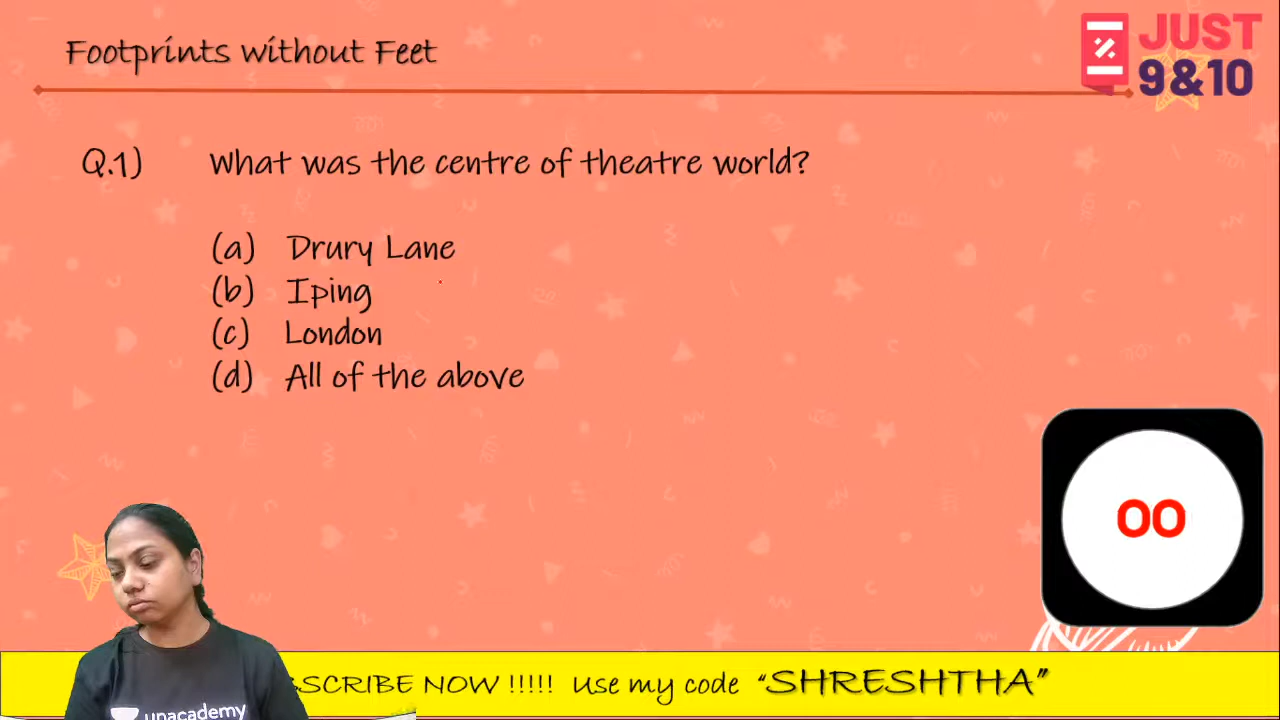 Footprints without Feet
JUST
9&10
Q.1) What was the centre of theatre world?
(a) Drury Lane
(b) Iping
(c) London
(d) All of the above
00
SCRIBE NOW !!!!! Use my code "SHRESHTHA"
unacademy